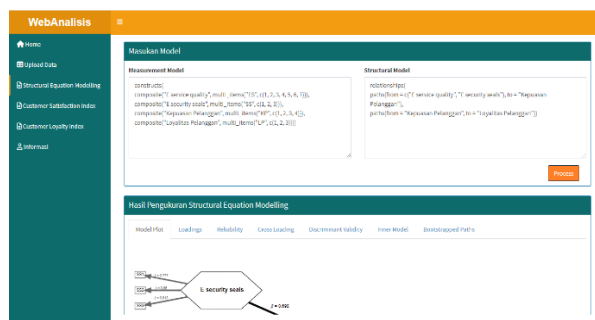 WebAnalisis
Home
Upload Data
Structural Equation Modelling
Customer Satisfaction Index
Customer Loyalty Index
Informasi
Masukan Model
Measurement Model
constructs(
composite("E service quality", multi_items("ES", c(1, 2, 3, 4, 5, 6, 7))),
composite("E security seals", multi_items("SS", c(1, 2, 3))),
composite("Kepuasan Pelanggan", multi_items("KP", c(1, 2, 3, 4))),
composite("Loyalitas Pelanggan", multi_items("LP", c(1, 2, 3))))
Structural Model
relationships(
paths(from = c("E service quality", "E security seals"), to = "Kepuasan
Pelanggan"),
paths(from = "Kepuasan Pelanggan", to = "Loyalitas Pelanggan"))
Process
Hasil Pengukuran Structural Equation Modelling
Model Plot
Loadings
Reliability
Cross Loading
Discriminant Validity
Inner Model
Bootstrapped Paths
E security seals